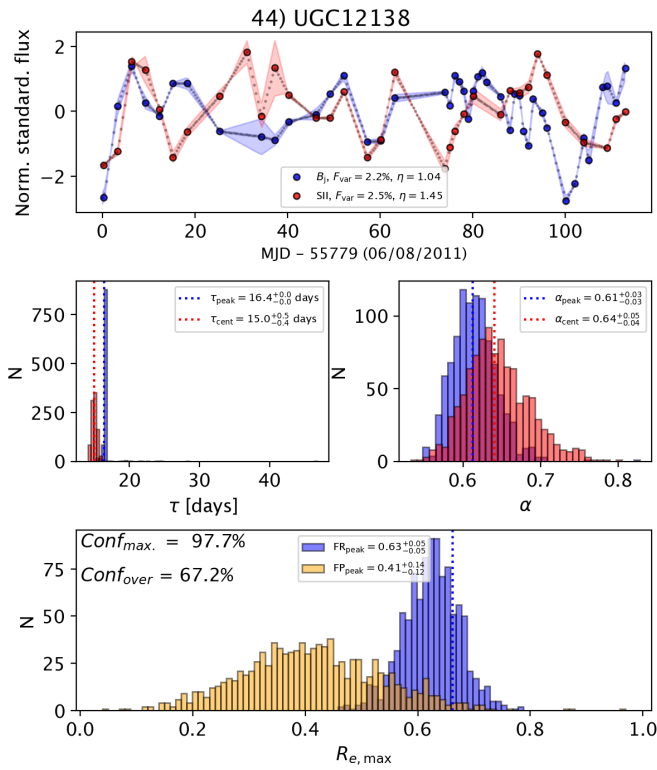 44) UGC12138
Norm. standard. flux
2
0
−2
B_j, F_var = 2.2%, η = 1.04
SII, F_var = 2.5%, η = 1.45
0 20 40 60 80 100
MJD − 55779 (06/08/2011)
N
750
500
250
0
τ_peak = 16.4^{+0.0}_{−0.0} days
τ_cent = 15.0^{+0.5}_{−0.4} days
20 30 40
τ [days]
N
100
50
0
α_peak = 0.61^{+0.03}_{−0.03}
α_cent = 0.64^{+0.05}_{−0.04}
0.6 0.7 0.8
α
N
75
50
25
0
Conf_max. = 97.7%
Conf_over = 67.2%
FR_peak = 0.63^{+0.05}_{−0.05}
FP_peak = 0.41^{+0.14}_{−0.12}
0.0 0.2 0.4 0.6 0.8 1.0
R_e, max